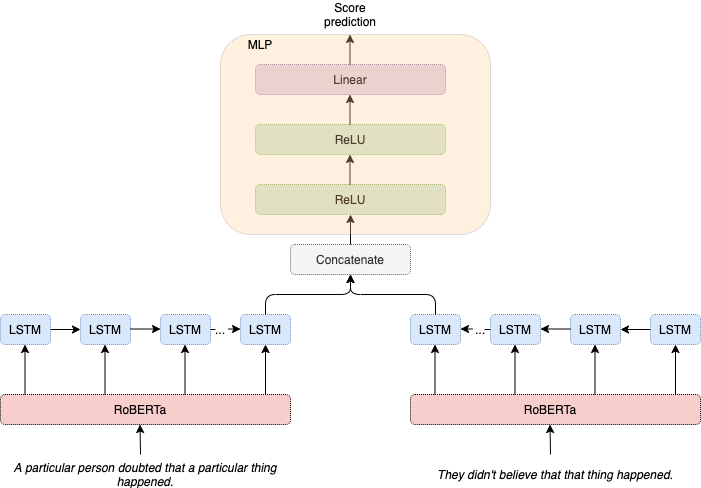 Score
prediction
MLP
Linear
ReLU
ReLU
Concatenate
LSTM LSTM LSTM ... LSTM LSTM ... LSTM LSTM LSTM
RoBERTa RoBERTa
A particular person doubted that a particular thing
happened.
They didn't believe that that thing happened.